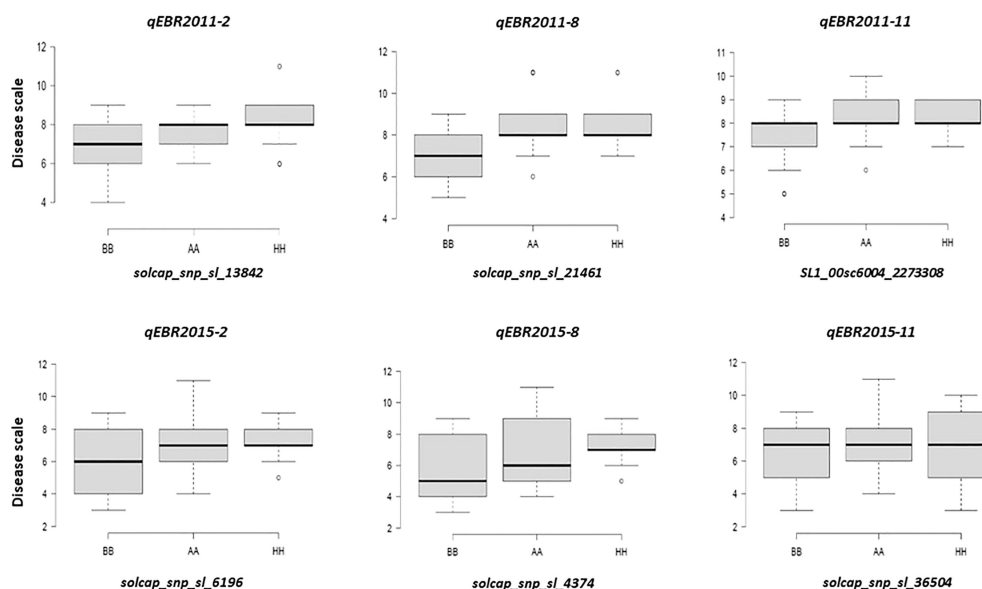 qEBR2011-2
qEBR2011-8
qEBR2011-11
Disease scale
12
10
8
6
4
BB
AA
HH
solcap_snp_sl_13842
12
10
8
6
4
BB
AA
HH
solcap_snp_sl_21461
11
10
9
8
7
6
5
4
BB
AA
HH
SL1_00sc6004_2273308
qEBR2015-2
qEBR2015-8
qEBR2015-11
Disease scale
12
10
8
6
4
2
BB
AA
HH
solcap_snp_sl_6196
12
10
8
6
4
2
BB
AA
HH
solcap_snp_sl_4374
12
10
8
6
4
2
BB
AA
HH
solcap_snp_sl_36504